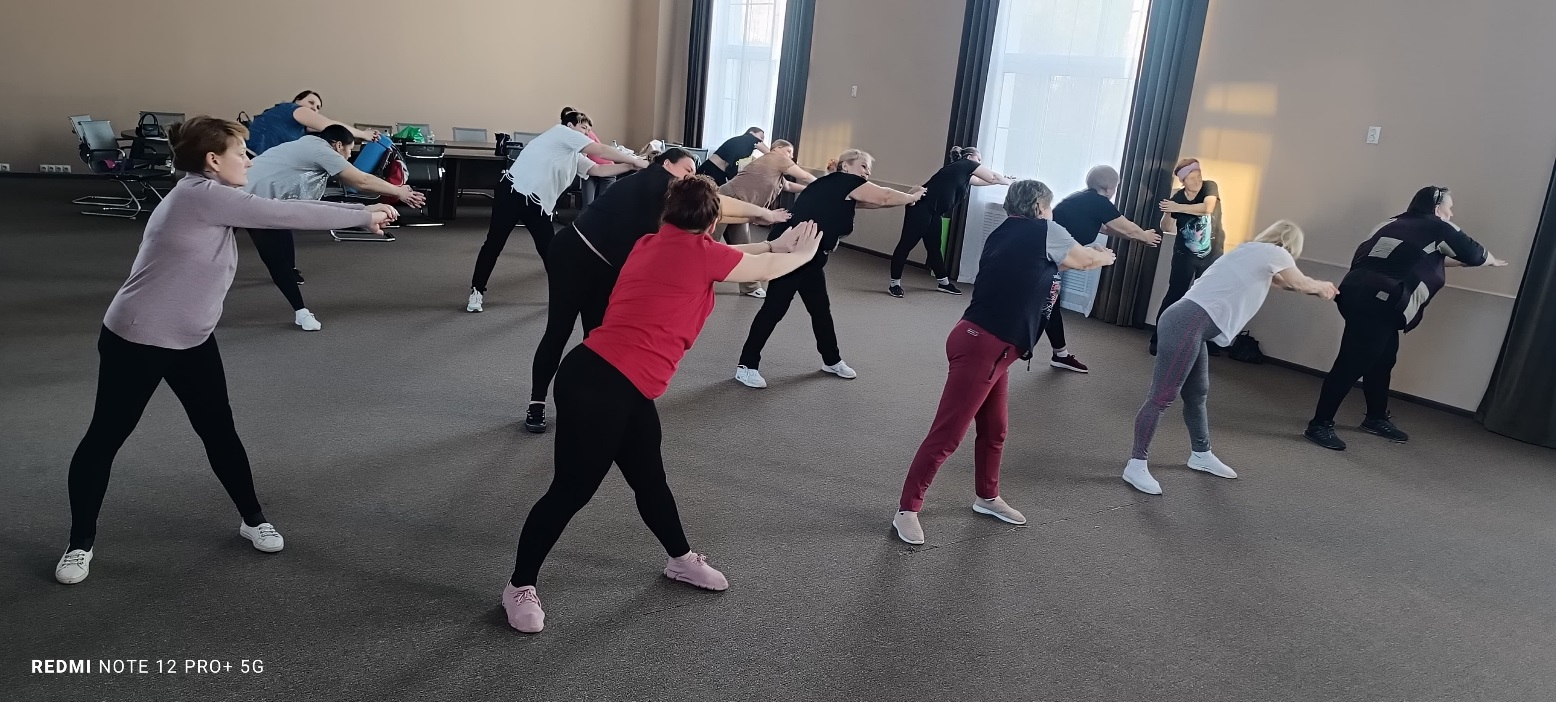 REDMI NOTE 12 PRO+ 5G